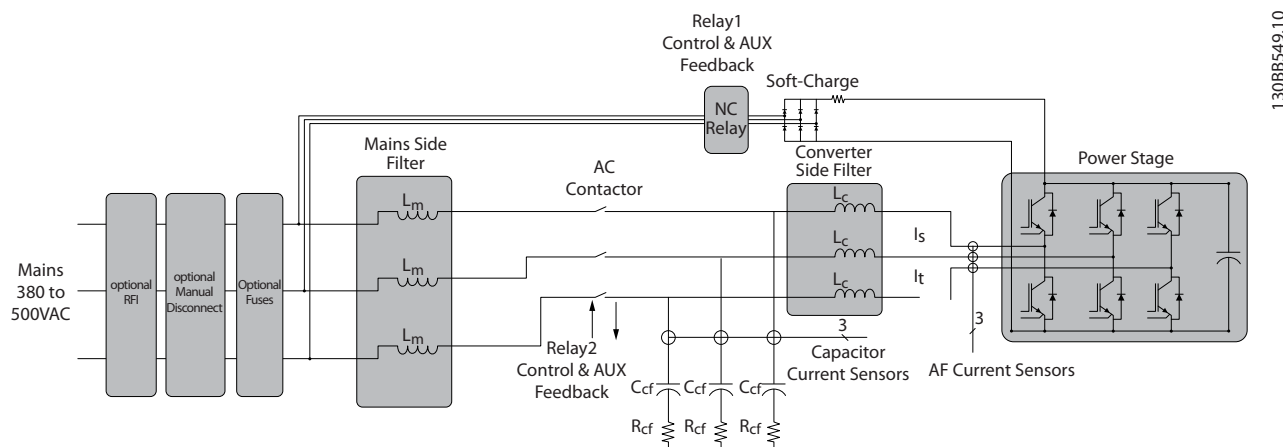 130BB549.10
Relay1
Control & AUX
Feedback
Soft-Charge
NC
Relay
Mains Side
Filter
AC
Contactor
Converter
Side Filter
Power Stage
Mains
380 to
500VAC
optional
RFI
optional
Manual
Disconnect
Optional
Fuses
Lm
Lm
Lm
Lc
Lc
Lc
Is
It
Relay2
Control & AUX
Feedback
3
Capacitor
Current Sensors
3
AF Current Sensors
Ccf
Ccf
Ccf
Rcf
Rcf
Rcf